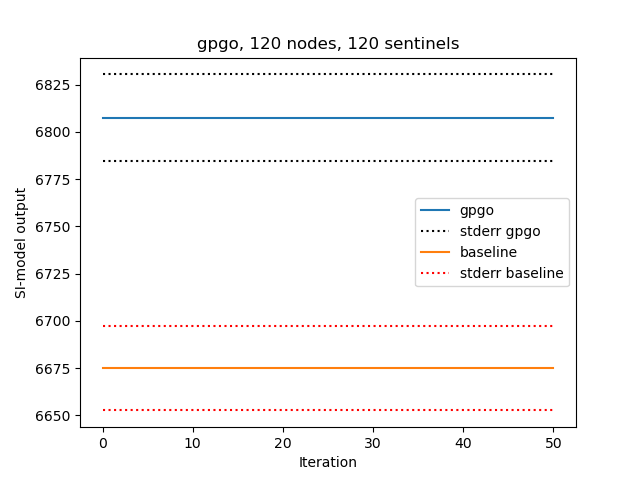 gpgo, 120 nodes, 120 sentinels
SI-model output
6825
6800
6775
6750
6725
6700
6675
6650
gpgo
stderr gpgo
baseline
stderr baseline
0 10 20 30 40 50
Iteration